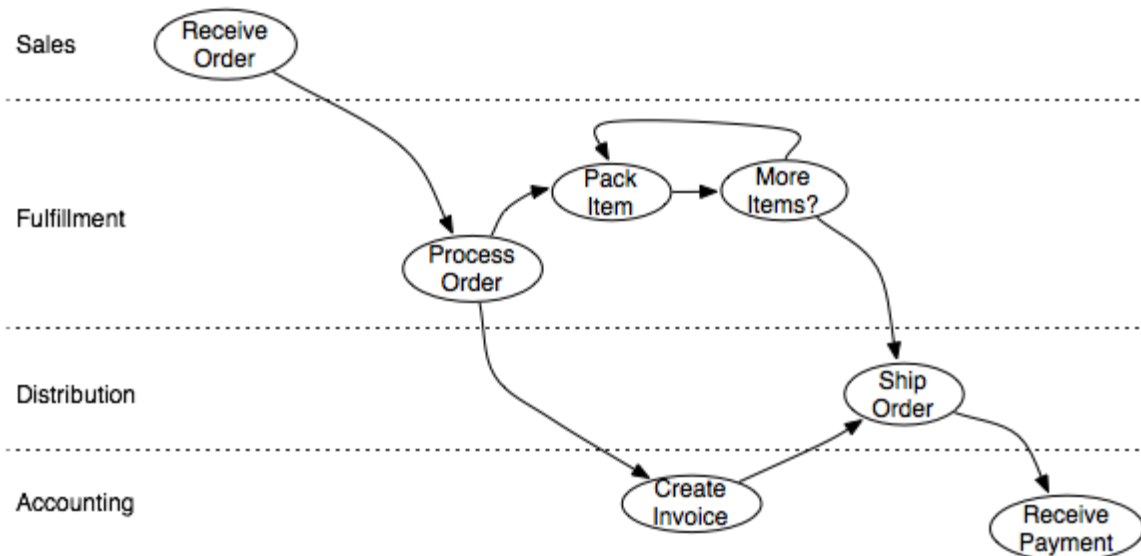 Sales
Receive
Order
Fulfillment
Pack
Item
More
Items?
Process
Order
Distribution
Ship
Order
Accounting
Create
Invoice
Receive
Payment